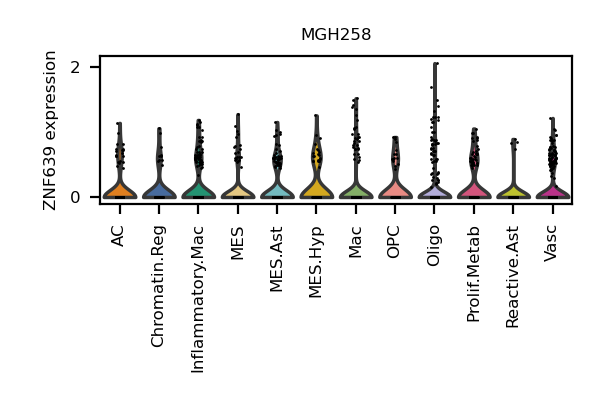 MGH258
ZNF639 expression
2
0
AC
Chromatin.Reg
Inflammatory.Mac
MES
MES.Ast
MES.Hyp
Mac
OPC
Oligo
Prolif.Metab
Reactive.Ast
Vasc